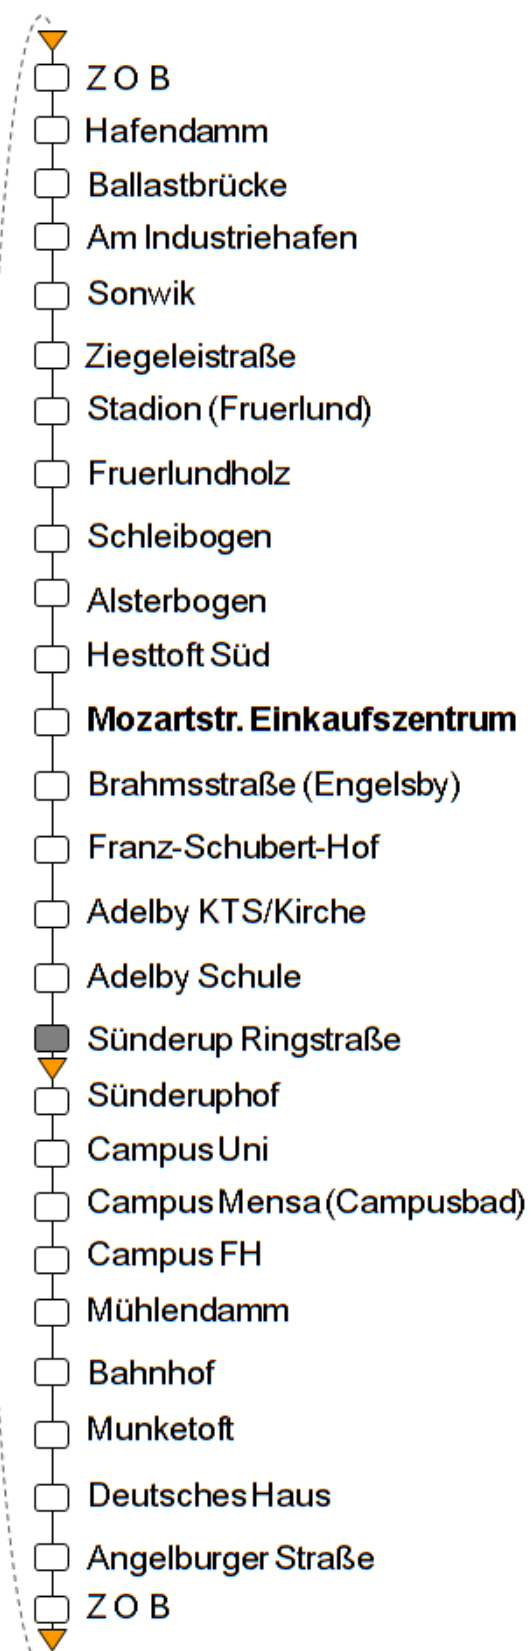 Z O B
Hafendamm
Ballastbrücke
Am Industriehafen
Sonwik
Ziegeleistraße
Stadion (Fruerlund)
Fruerlundholz
Schleibogen
Alsterbogen
Hesttoft Süd
Mozartstr. Einkaufszentrum
Brahmsstraße (Engelsby)
Franz-Schubert-Hof
Adelby KTS/Kirche
Adelby Schule
Sünderup Ringstraße
Sünderuphof
Campus Uni
Campus Mensa (Campusbad)
Campus FH
Mühlendamm
Bahnhof
Munketoft
Deutsches Haus
Angelburger Straße
Z O B